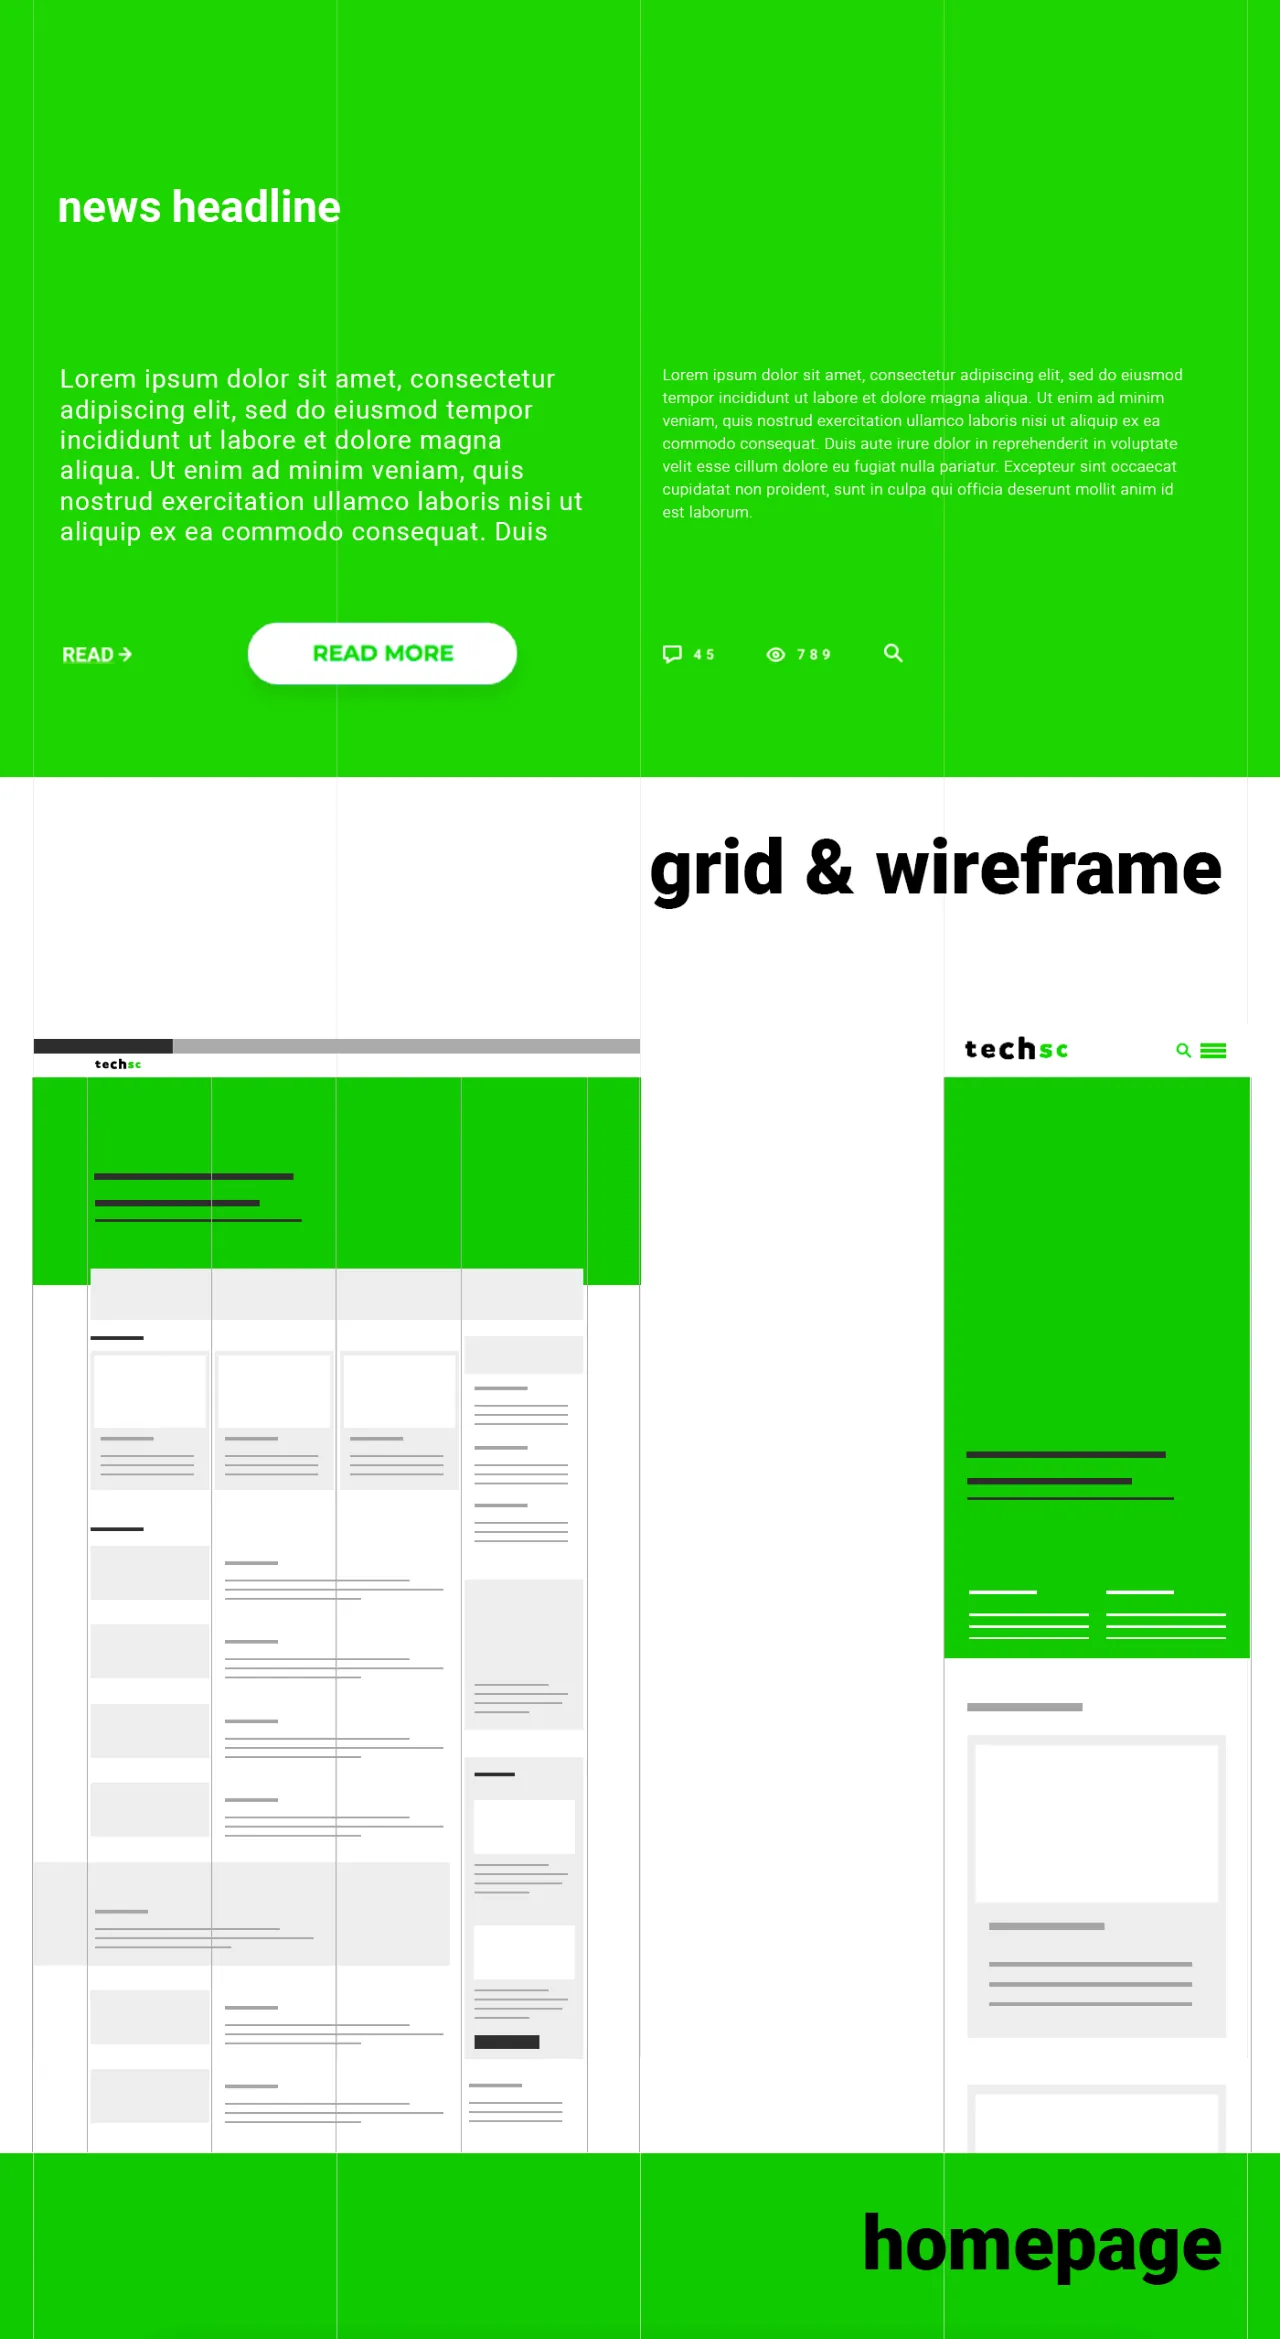 news headline
Lorem ipsum dolor sit amet, consectetur
adipiscing elit, sed do eiusmod tempor
incididunt ut labore et dolore magna
aliqua. Ut enim ad minim veniam, quis
nostrud exercitation ullamco laboris nisi ut
aliquip ex ea commodo consequat. Duis
Lorem ipsum dolor sit amet, consectetur adipiscing elit, sed do eiusmod
tempor incididunt ut labore et dolore magna aliqua. Ut enim ad minim
veniam, quis nostrud exercitation ullamco laboris nisi ut aliquip ex ea
commodo consequat. Duis aute irure dolor in reprehenderit in voluptate
velit esse cillum dolore eu fugiat nulla pariatur. Excepteur sint occaecat
cupidatat non proident, sunt in culpa qui officia deserunt mollit anim id
est laborum.
READ
READ MORE
45
789
grid & wireframe
techsc
techsc
homepage